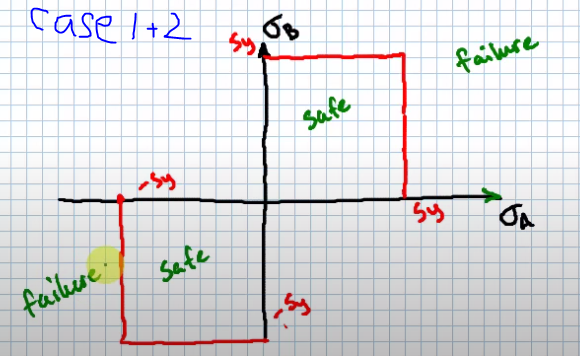 case 1+2
σB
Sy
failure
safe
-Sy
Sy
σA
safe
failure
-Sy